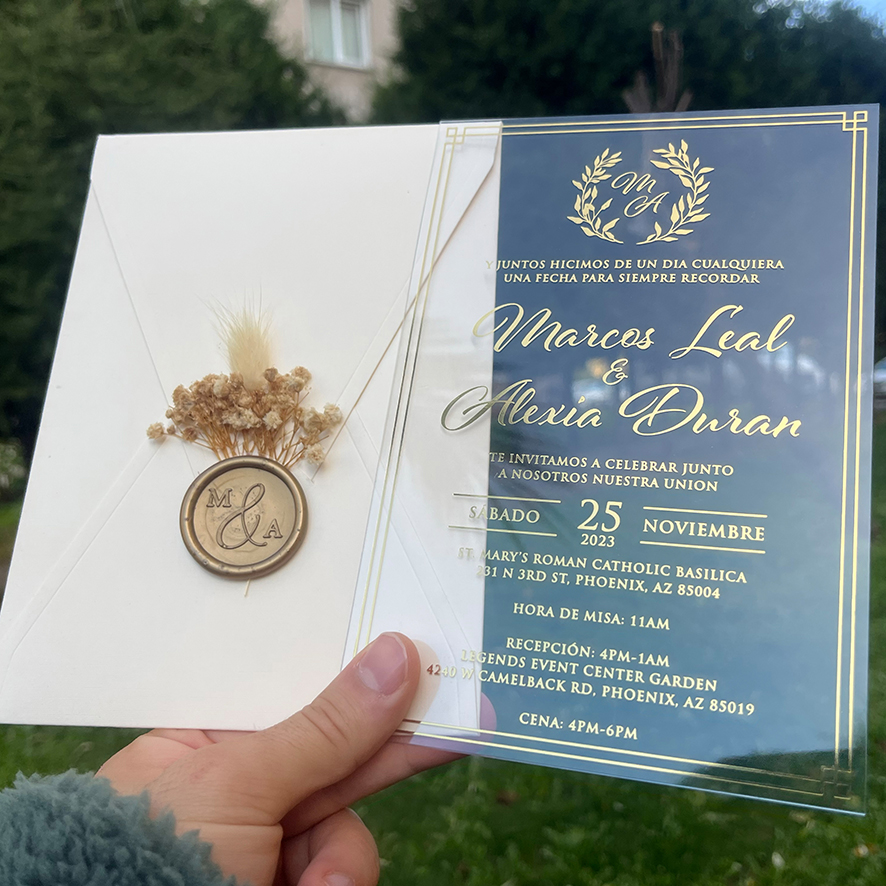 M
A
Y JUNTOS HICIMOS DE UN DIA CUALQUIERA
UNA FECHA PARA SIEMPRE RECORDAR
Marcos Leal
&
Alexia Duran
TE INVITAMOS A CELEBRAR JUNTO
A NOSOTROS NUESTRA UNION
SÁBADO 25 NOVIEMBRE
2023
ST. MARY'S ROMAN CATHOLIC BASILICA
231 N 3RD ST, PHOENIX, AZ 85004
HORA DE MISA: 11AM
RECEPCIÓN: 4PM-1AM
LEGENDS EVENT CENTER GARDEN
4240 W CAMELBACK RD, PHOENIX, AZ 85019
CENA: 4PM-6PM
M & A